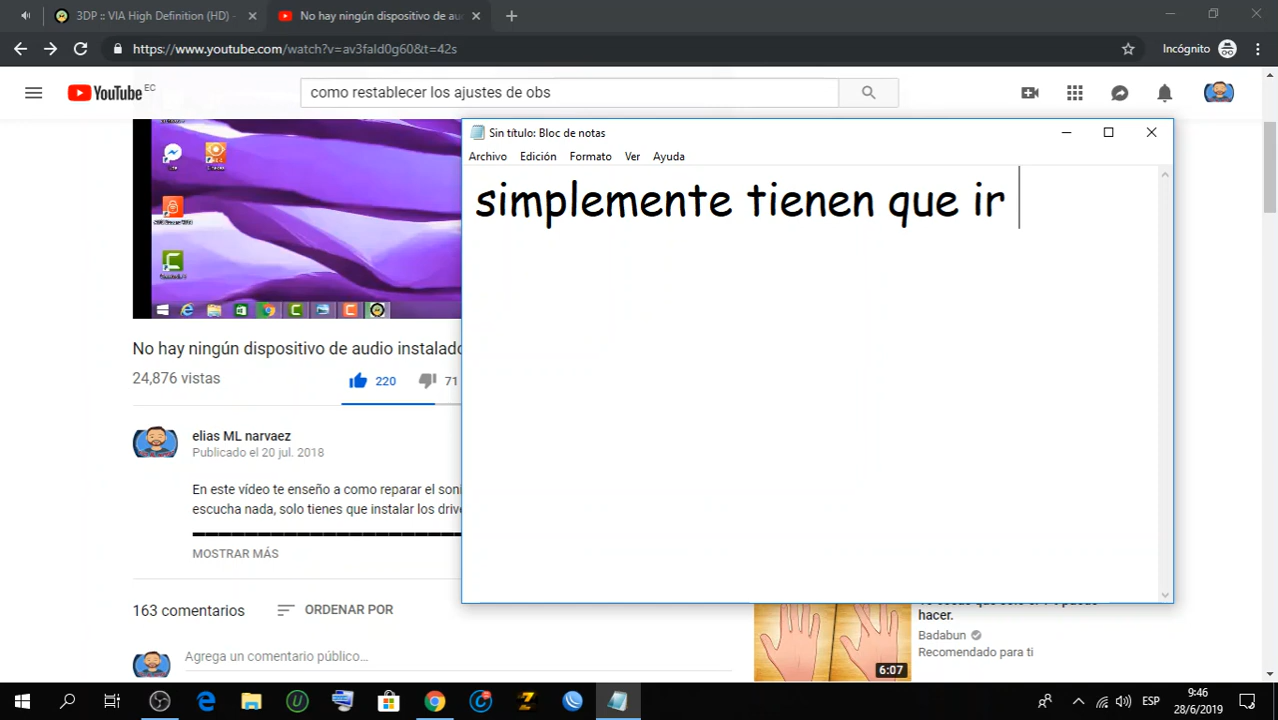 3DP :: VIA High Definition (HD) -
No hay ningún dispositivo de au
https://www.youtube.com/watch?v=av3faId0g60&t=42s
Incógnito
YouTube EC
como restablecer los ajustes de obs
Sin título: Bloc de notas
Archivo Edición Formato Ver Ayuda
simplemente tienen que ir
No hay ningún dispositivo de audio instalado
24,876 vistas
220
71
elias ML narvaez
Publicado el 20 jul. 2018
En este vídeo te enseño a como reparar el soni
escucha nada, solo tienes que instalar los drive
MOSTRAR MÁS
163 comentarios
ORDENAR POR
Agrega un comentario público...
hacer.
Badabun
Recomendado para ti
6:07
ESP
9:46
28/6/2019